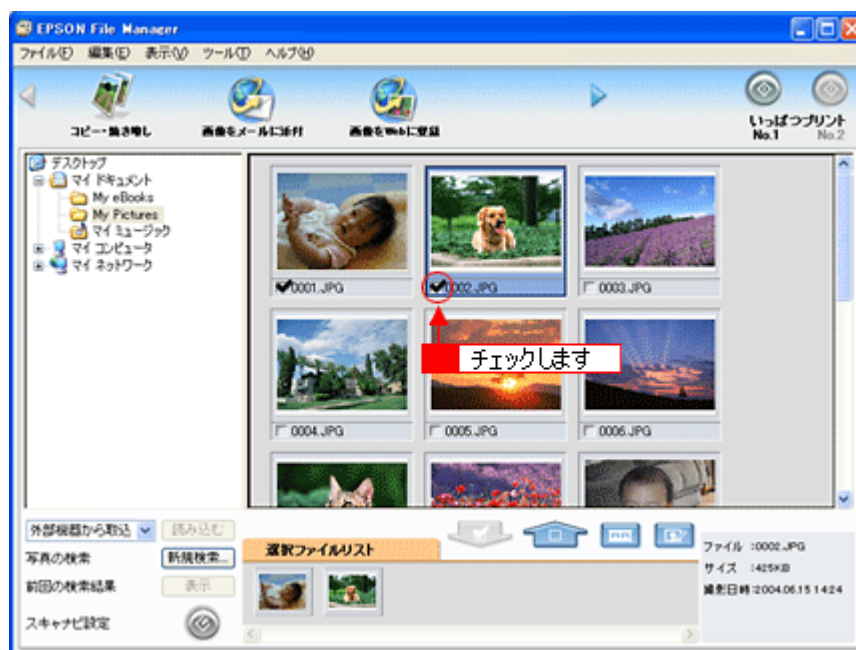 EPSON File Manager
ファイル(F) 編集(E) 表示(V) ツール(T) ヘルプ(H)
コピー・焼き増し
画像をメールに添付
画像をWebに登録
いっぱつプリント
No.1 No.2
デスクトップ
マイ ドキュメント
My eBooks
My Pictures
マイ ミュージック
マイ コンピュータ
マイ ネットワーク
0001.JPG
0002.JPG
0003.JPG
チェックします
0004.JPG
0005.JPG
0006.JPG
外部機器から取込
読み込む
写真の検索
新規検索...
前回の検索結果
表示
スキャナビ設定
選択ファイルリスト
ファイル :0002.JPG
サイズ :425KB
撮影日時:2004.06.15 14:24